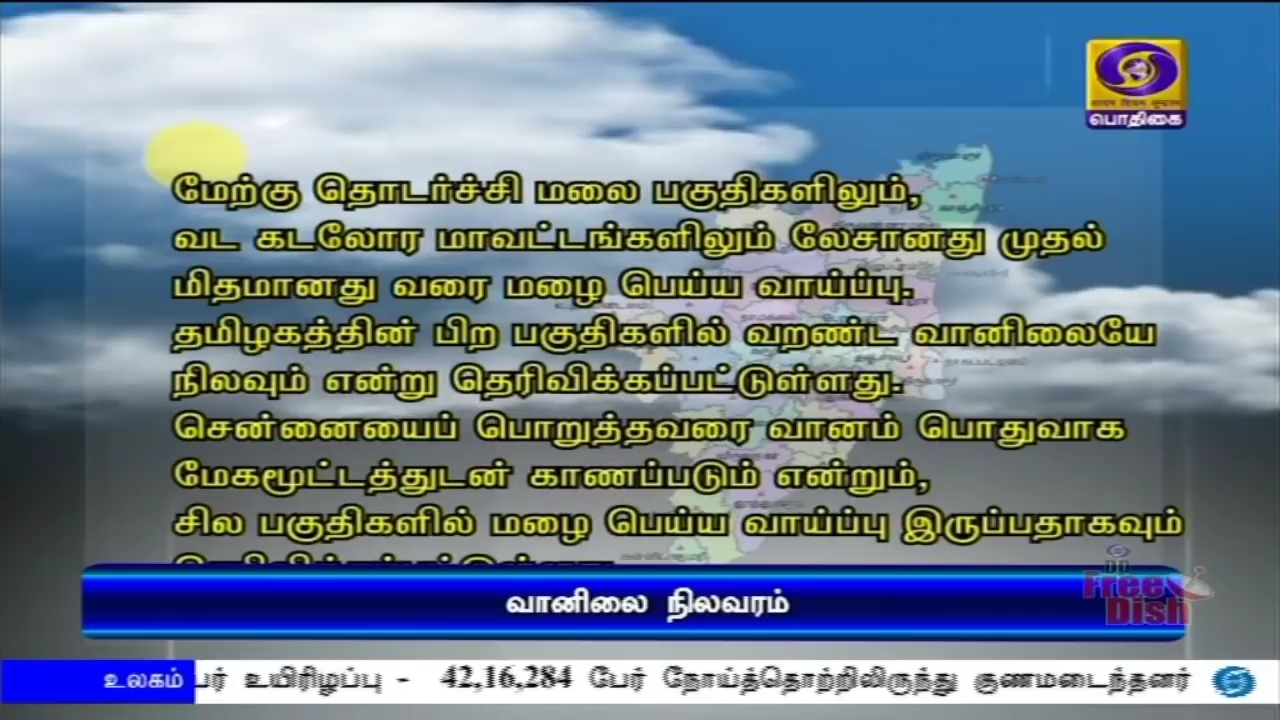 பொதிகை
மேற்கு தொடர்ச்சி மலை பகுதிகளிலும்,
வட கடலோர மாவட்டங்களிலும் லேசானது முதல்
மிதமானது வரை மழை பெய்ய வாய்ப்பு.
தமிழகத்தின் பிற பகுதிகளில் வறண்ட வானிலையே
நிலவும் என்று தெரிவிக்கப்பட்டுள்ளது.
சென்னையைப் பொறுத்தவரை வானம் பொதுவாக
மேகமூட்டத்துடன் காணப்படும் என்றும்,
சில பகுதிகளில் மழை பெய்ய வாய்ப்பு இருப்பதாகவும்
DD
Free
Dish
வானிலை நிலவரம்
உலகம் பர் உயிரிழப்பு - 42,16,284 பேர் நோய்த்தொற்றிலிருந்து குணமடைந்தனர்